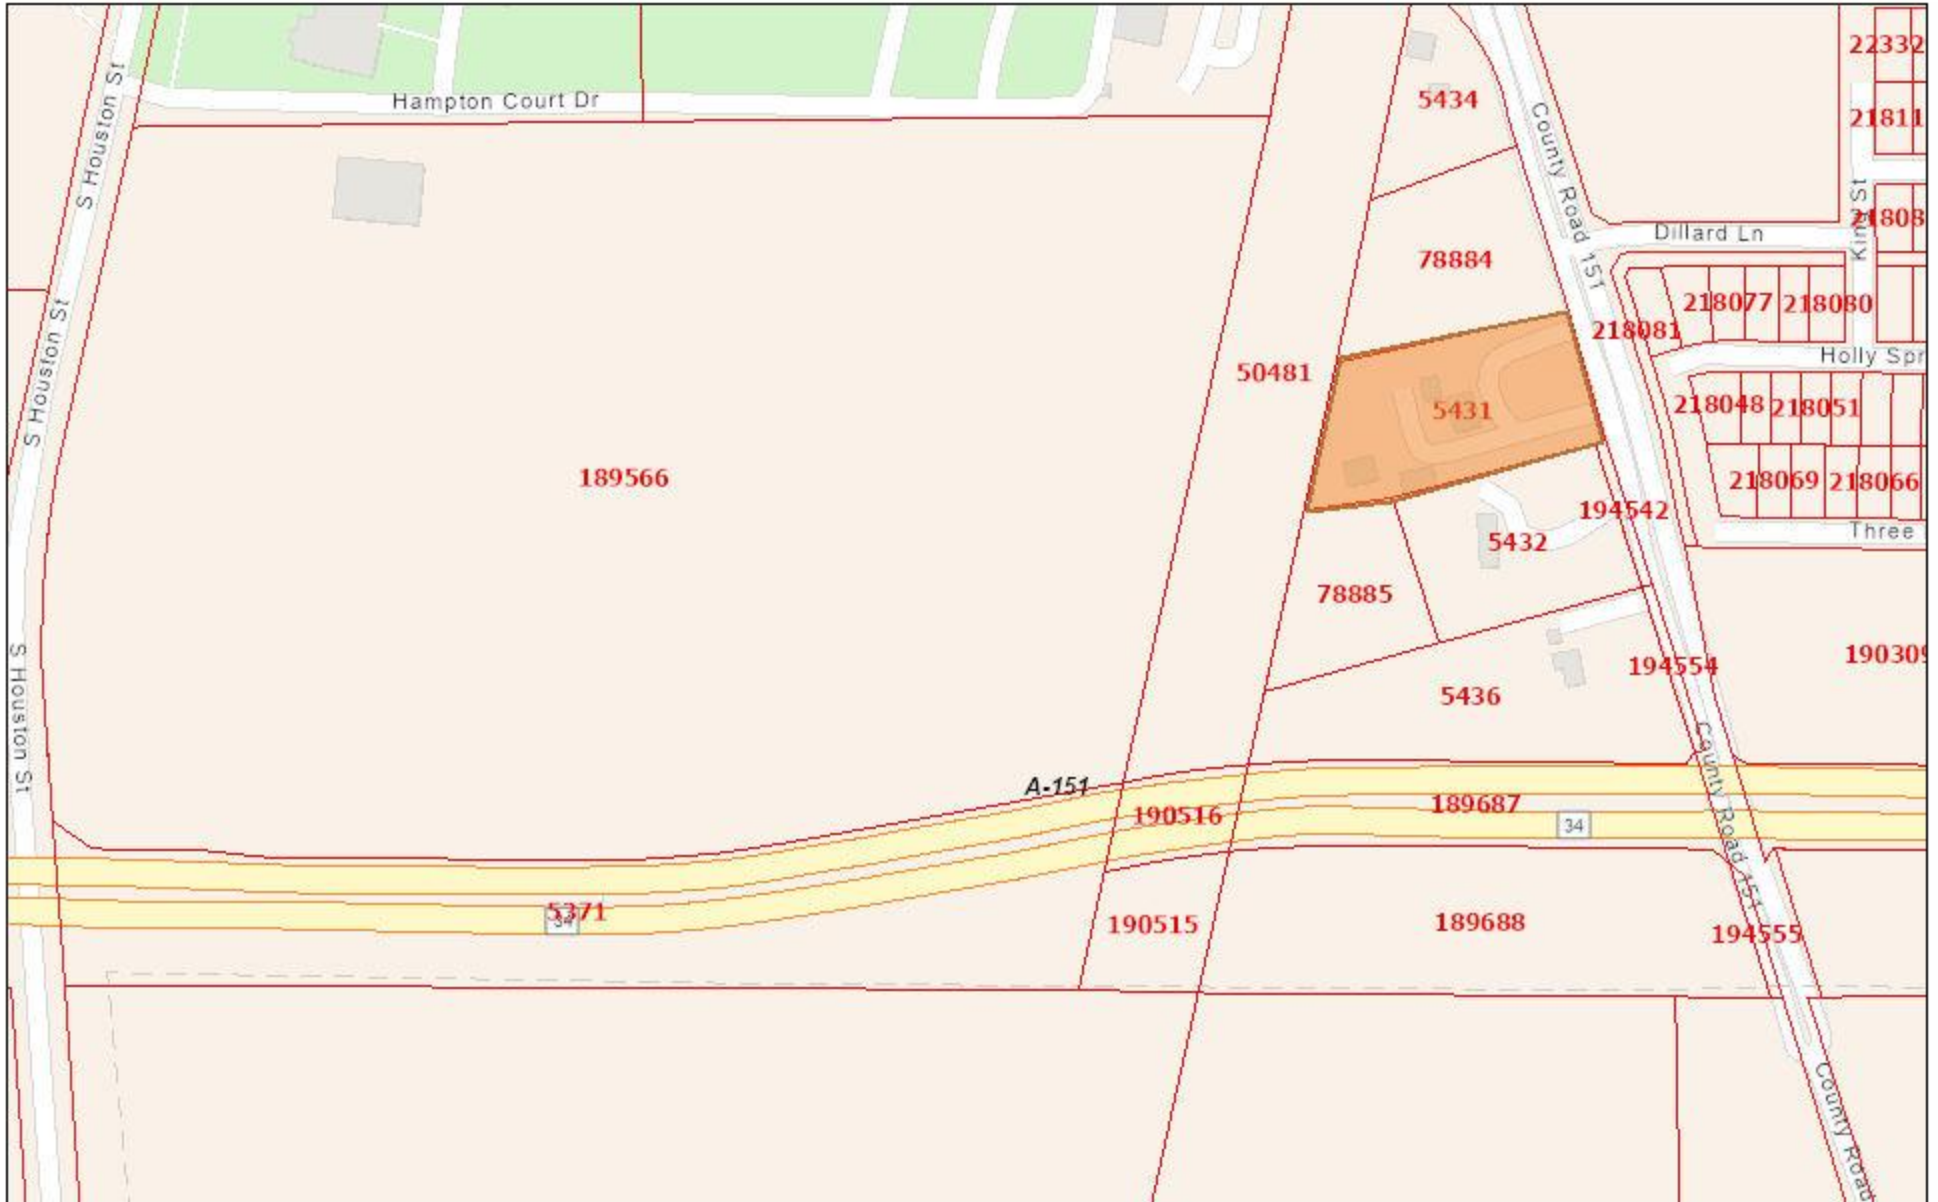 22332
Hampton Court Dr
5434
21811
S Houston St
County Road 151
King St
21808
Dillard Ln
78884
218077
218080
218081
S Houston St
Holly Spr
50481
5431
218048
218051
189566
218069
218066
194542
Three
5432
78885
S Houston St
194554
190309
5436
County Road 151
A-151
190516
189687
34
5371
34
190515
189688
194555
County Road